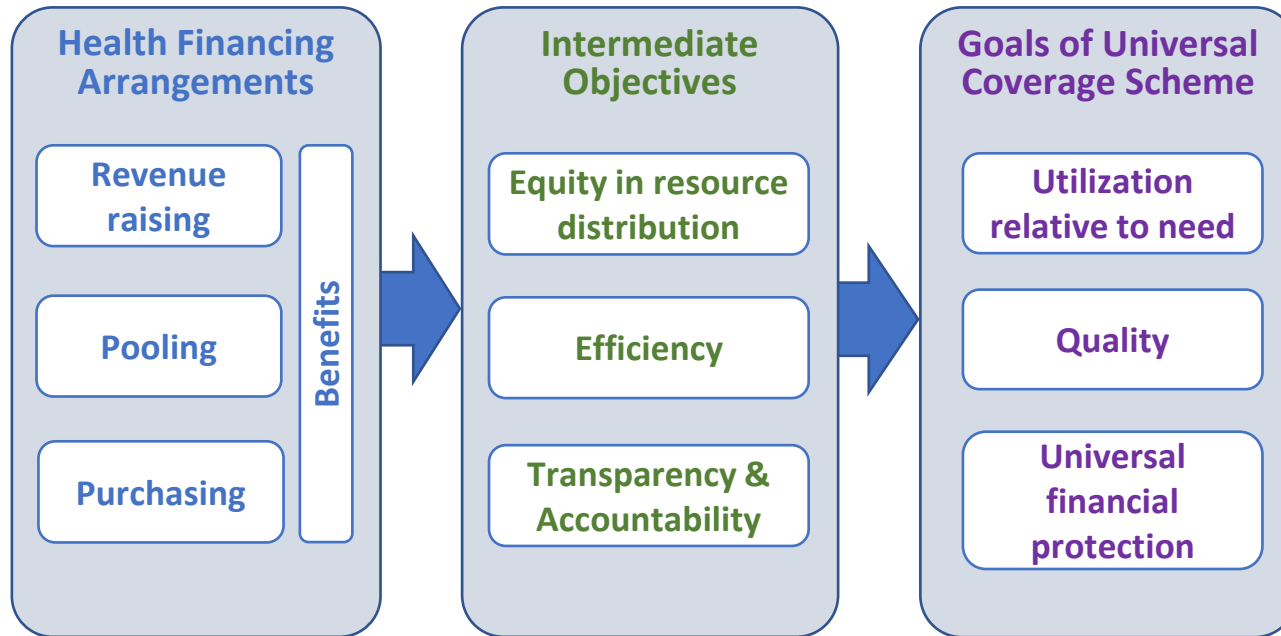 Health Financing
Arrangements
Revenue
raising
Pooling
Purchasing
Benefits
Intermediate
Objectives
Equity in resource
distribution
Efficiency
Transparency &
Accountability
Goals of Universal
Coverage Scheme
Utilization
relative to need
Quality
Universal
financial
protection